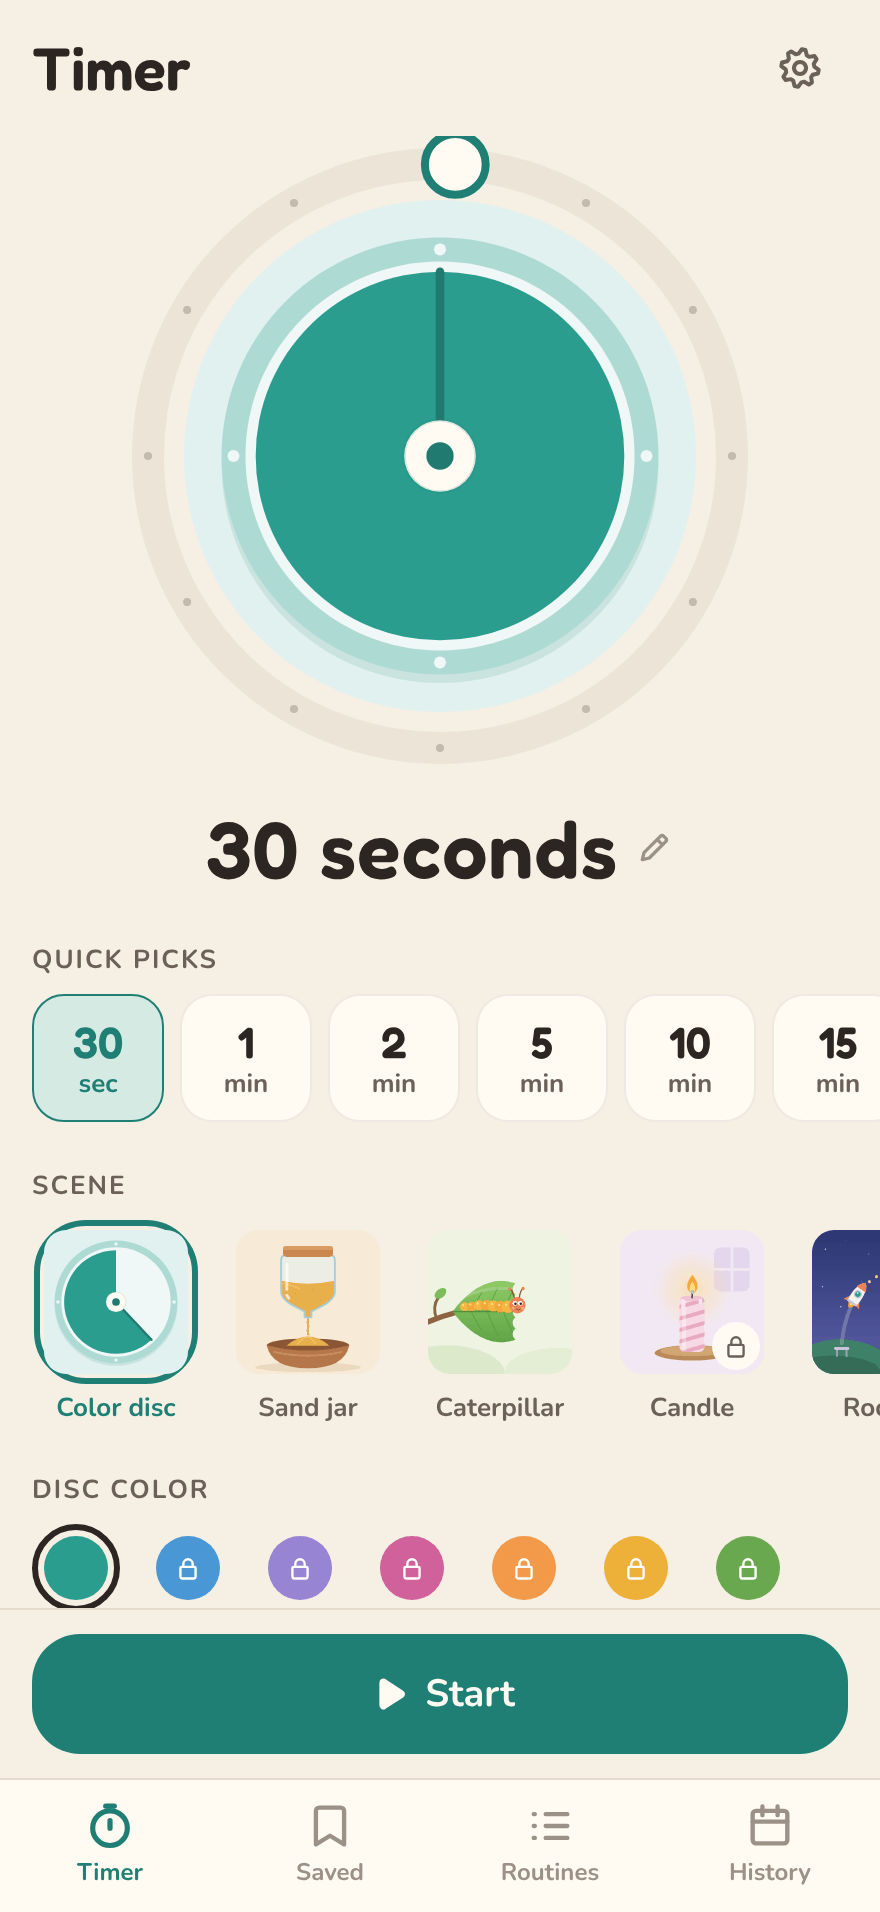 Timer
30 seconds
QUICK PICKS
30 1 2 5 10 15
sec min min min min min
SCENE
Color disc Sand jar Caterpillar Candle
DISC COLOR
Start
Timer Saved Routines History